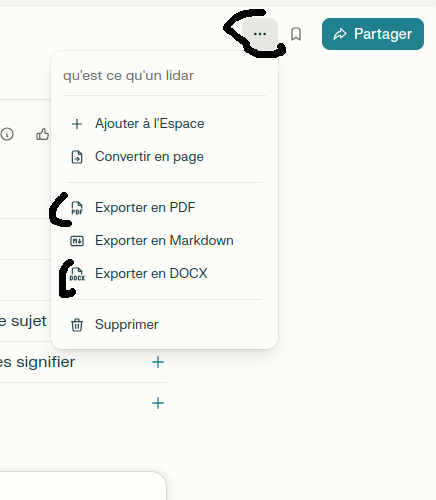 Partager
qu'est ce qu'un lidar
Ajouter à l'Espace
Convertir en page
PDF Exporter en PDF
M Exporter en Markdown
DOCX Exporter en DOCX
Supprimer
e sujet
es signifier